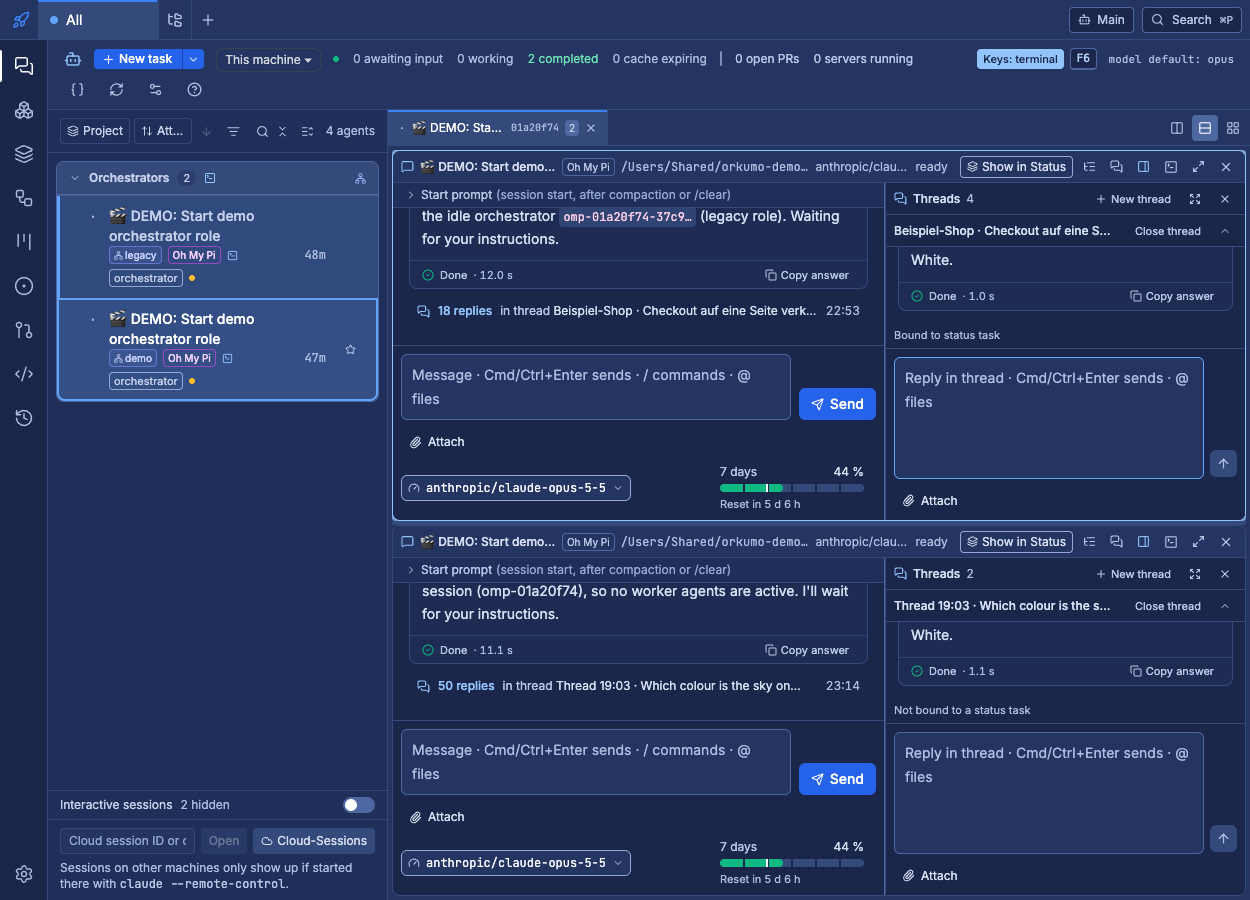 All
Main
Search ⌘P
New task
This machine
0 awaiting input
0 working
2 completed
0 cache expiring
0 open PRs
0 servers running
Keys: terminal
F6
model default: opus
Project
Att...
4 agents
Orchestrators 2
🎬 DEMO: Start demo
orchestrator role
legacy
Oh My Pi
48m
orchestrator
🎬 DEMO: Start demo
orchestrator role
demo
Oh My Pi
47m
orchestrator
Interactive sessions 2 hidden
Cloud session ID or c
Open
Cloud-Sessions
Sessions on other machines only show up if started
there with claude --remote-control.
· 🎬 DEMO: Sta... 01a20f74 2
🎬 DEMO: Start demo... Oh My Pi /Users/Shared/orkumo-demo… anthropic/clau... ready Show in Status
Start prompt (session start, after compaction or /clear)
the idle orchestrator omp-01a20f74-37c9… (legacy role). Waiting
for your instructions.
Done · 12.0 s
Copy answer
18 replies in thread Beispiel-Shop · Checkout auf eine Seite verk... 22:53
Message · Cmd/Ctrl+Enter sends · / commands · @
files
Send
Attach
anthropic/claude-opus-5-5
7 days 44 %
Reset in 5 d 6 h
Threads 4
+ New thread
Beispiel-Shop · Checkout auf eine S... Close thread
White.
Done · 1.0 s
Copy answer
Bound to status task
Reply in thread · Cmd/Ctrl+Enter sends · @
files
Attach
🎬 DEMO: Start demo... Oh My Pi /Users/Shared/orkumo-demo… anthropic/clau... ready Show in Status
Start prompt (session start, after compaction or /clear)
session (omp-01a20f74), so no worker agents are active. I'll wait
for your instructions.
Done · 11.1 s
Copy answer
50 replies in thread Thread 19:03 · Which colour is the sky on... 23:14
Message · Cmd/Ctrl+Enter sends · / commands · @
files
Send
Attach
anthropic/claude-opus-5-5
7 days 44 %
Reset in 5 d 6 h
Threads 2
+ New thread
Thread 19:03 · Which colour is the s... Close thread
White.
Done · 1.1 s
Copy answer
Not bound to a status task
Reply in thread · Cmd/Ctrl+Enter sends · @
files
Attach